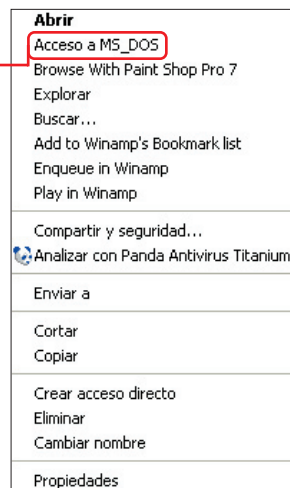 Abrir
Acceso a MS_DOS
Browse With Paint Shop Pro 7
Explorar
Buscar...
Add to Winamp's Bookmark list
Enqueue in Winamp
Play in Winamp
Compartir y seguridad...
Analizar con Panda Antivirus Titanium
Enviar a
Cortar
Copiar
Crear acceso directo
Eliminar
Cambiar nombre
Propiedades